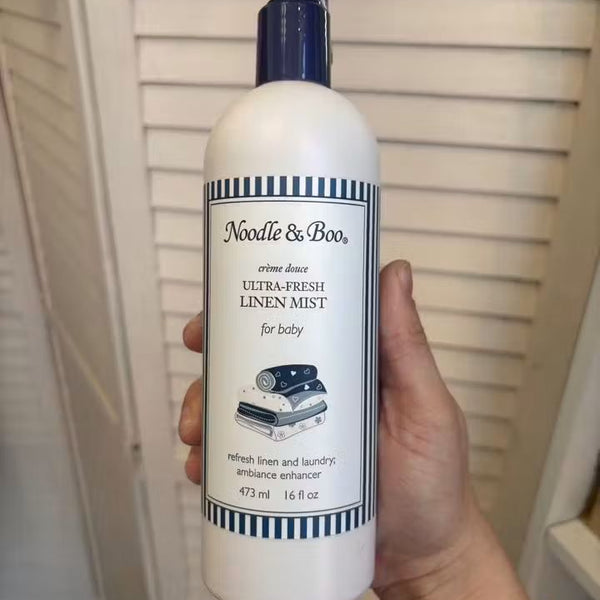 Noodle & Boo®
crème douce
ULTRA-FRESH
LINEN MIST
for baby
refresh linen and laundry;
ambiance enhancer
473 ml 16 fl oz